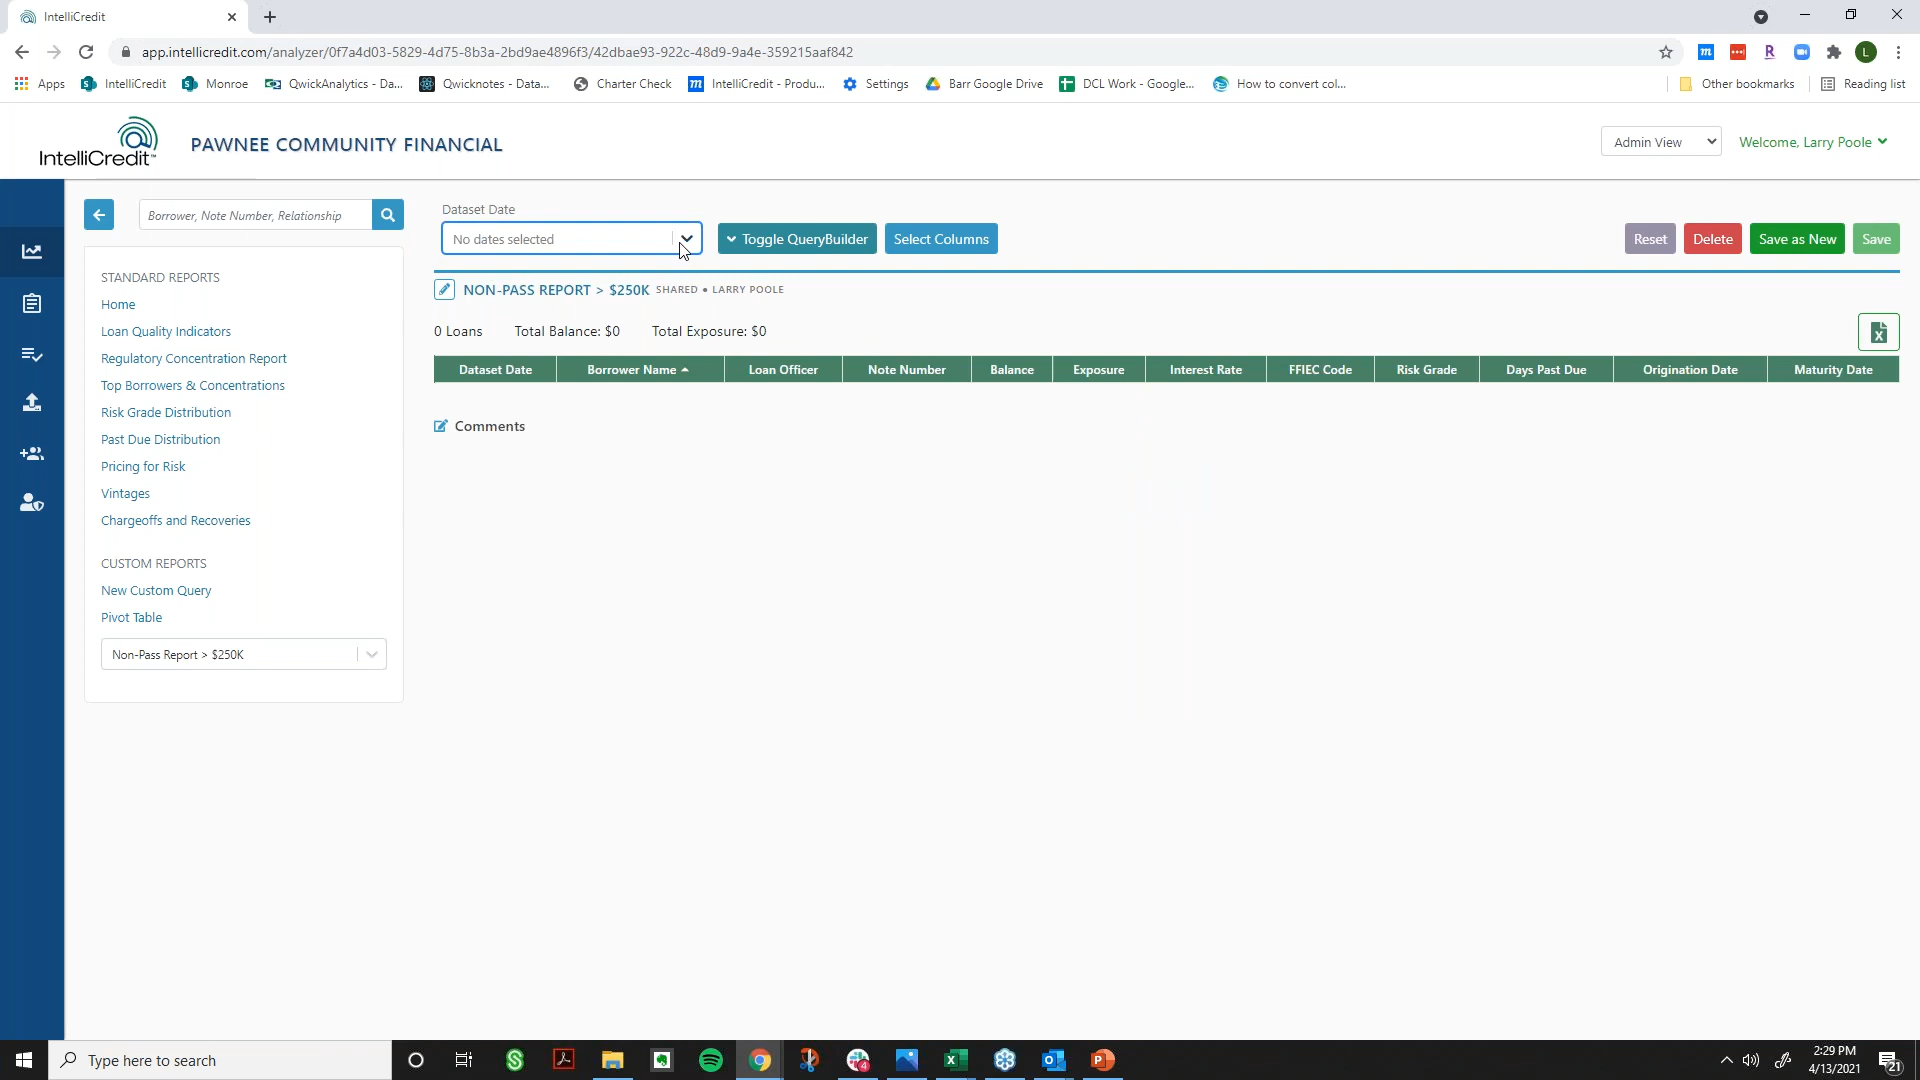 IntelliCredit
app.intellicredit.com/analyzer/0f7a4d03-5829-4d75-8b3a-2bd9ae4896f3/42dbae93-922c-48d9-9a4e-359215aaf842
Apps IntelliCredit Monroe QwickAnalytics - Da... Qwicknotes - Data... Charter Check IntelliCredit - Produ... Settings Barr Google Drive DCL Work - Google... How to convert col... Other bookmarks Reading list
IntelliCredit™ PAWNEE COMMUNITY FINANCIAL Admin View Welcome, Larry Poole
Borrower, Note Number, Relationship
STANDARD REPORTS
Home
Loan Quality Indicators
Regulatory Concentration Report
Top Borrowers & Concentrations
Risk Grade Distribution
Past Due Distribution
Pricing for Risk
Vintages
Chargeoffs and Recoveries
CUSTOM REPORTS
New Custom Query
Pivot Table
Non-Pass Report > $250K
Dataset Date
No dates selected Toggle QueryBuilder Select Columns Reset Delete Save as New Save
NON-PASS REPORT > $250K SHARED • LARRY POOLE
0 Loans Total Balance: $0 Total Exposure: $0
Dataset Date Borrower Name Loan Officer Note Number Balance Exposure Interest Rate FFIEC Code Risk Grade Days Past Due Origination Date Maturity Date
Comments
Type here to search
4
2:29 PM
4/13/2021
21